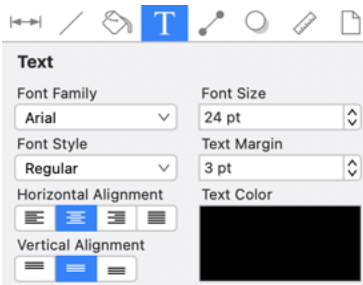 T
Text
Font Family Font Size
Arial 24 pt
Font Style Text Margin
Regular 3 pt
Horizontal Alignment Text Color
Vertical Alignment